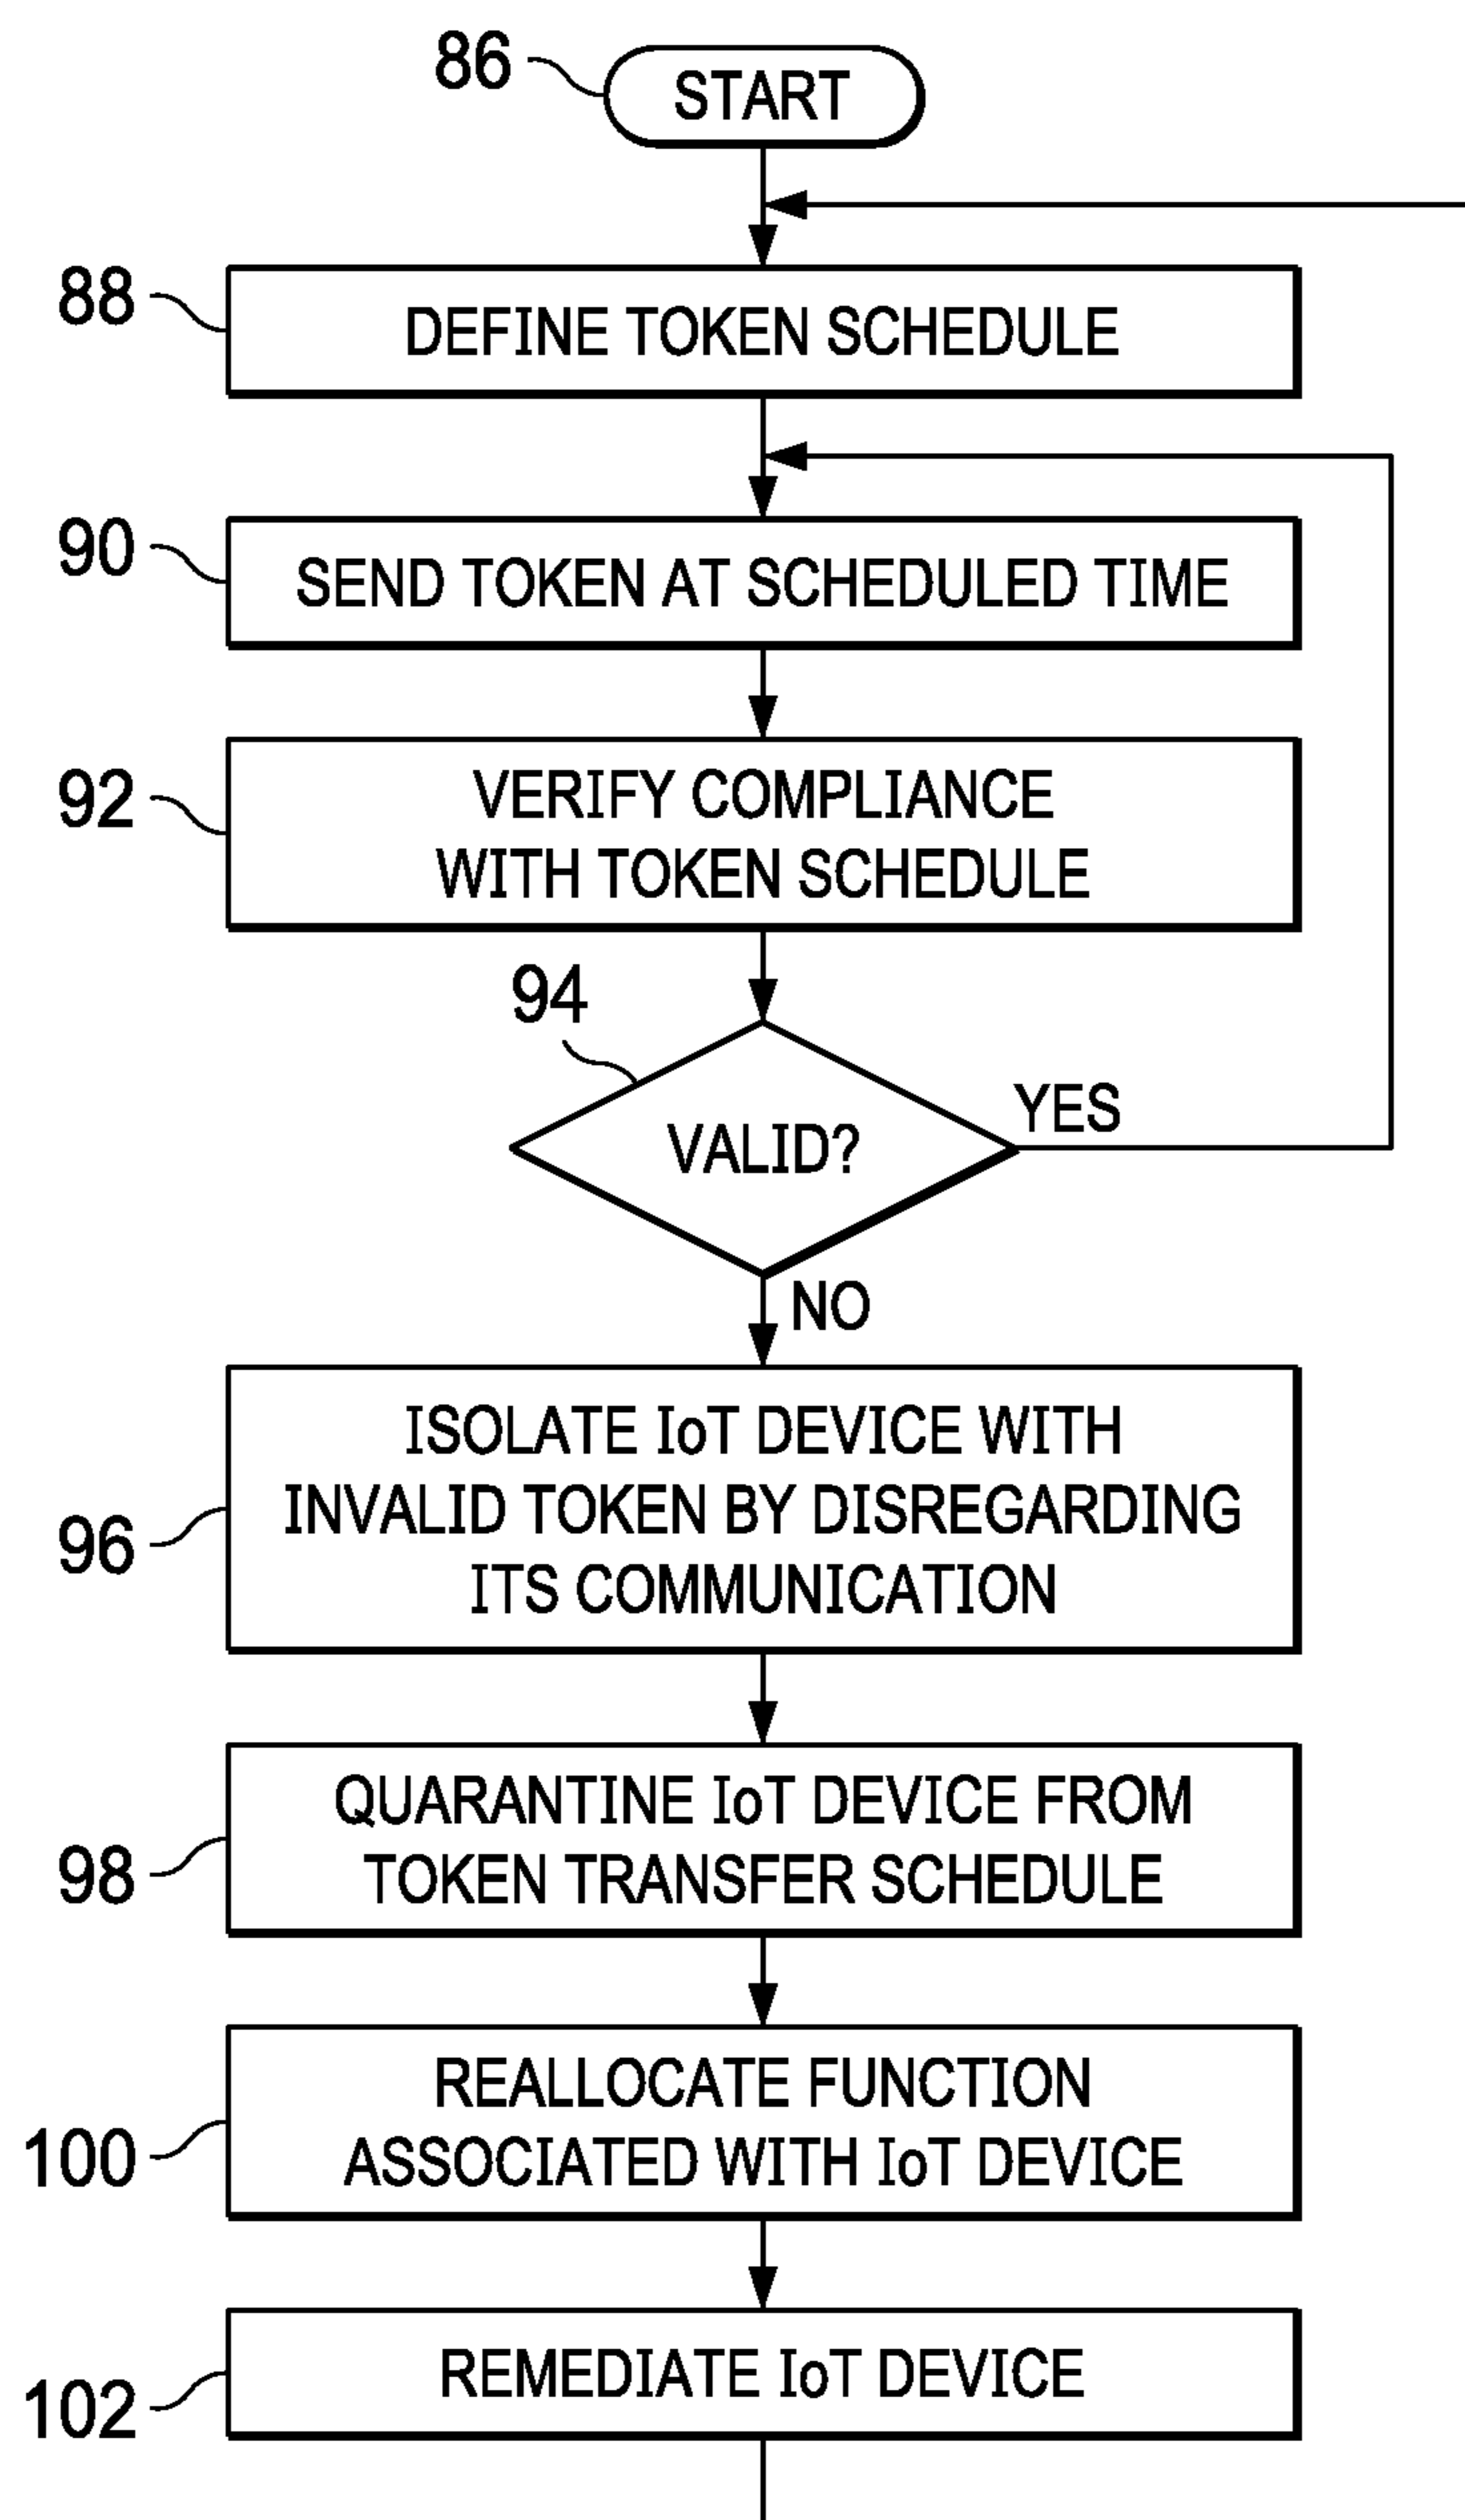 86
START
88
DEFINE TOKEN SCHEDULE
90
SEND TOKEN AT SCHEDULED TIME
92
VERIFY COMPLIANCE
WITH TOKEN SCHEDULE
94
VALID?
YES
NO
96
ISOLATE IoT DEVICE WITH
INVALID TOKEN BY DISREGARDING
ITS COMMUNICATION
98
QUARANTINE IoT DEVICE FROM
TOKEN TRANSFER SCHEDULE
100
REALLOCATE FUNCTION
ASSOCIATED WITH IoT DEVICE
102
REMEDIATE IoT DEVICE